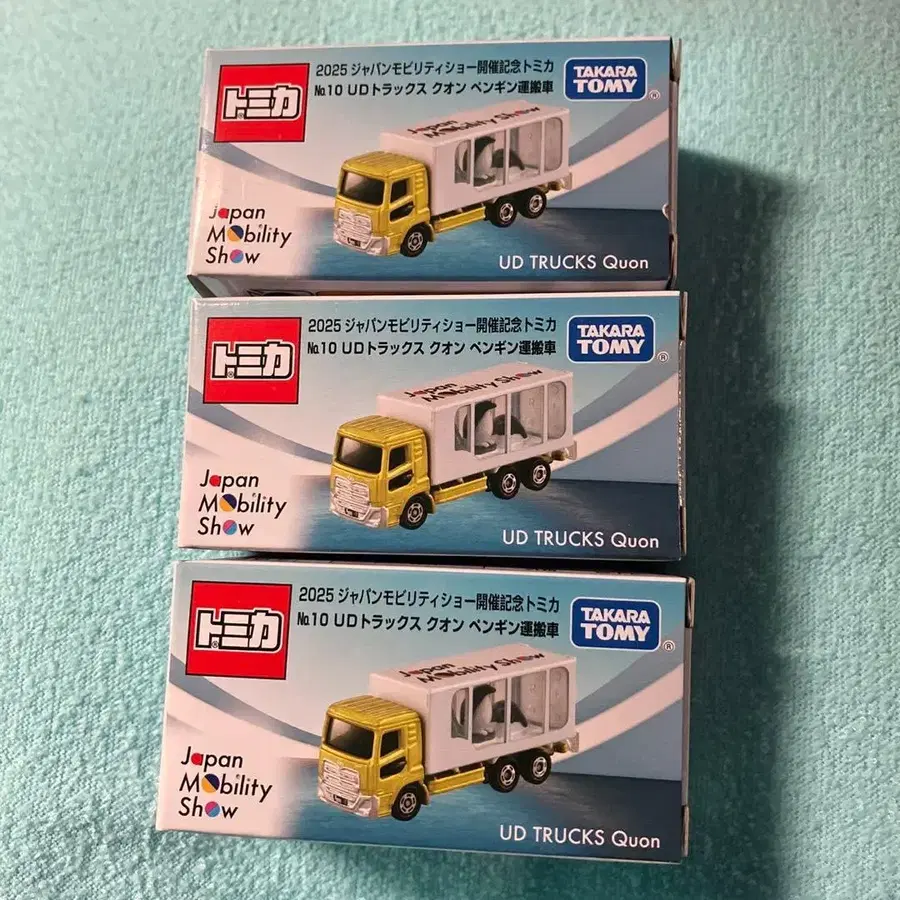 2025 ジャパンモビリティショー開催記念トミカ
No.10 UDトラックス クオン ペンギン運搬車
トミカ
TAKARA
TOMY
Japan
Mobility Show
Japan
Mobility
Show
UD TRUCKS Quon
2025 ジャパンモビリティショー開催記念トミカ
No.10 UDトラックス クオン ペンギン運搬車
トミカ
TAKARA
TOMY
Japan
Mobility Show
Japan
Mobility
Show
UD TRUCKS Quon
2025 ジャパンモビリティショー開催記念トミカ
No.10 UDトラックス クオン ペンギン運搬車
トミカ
TAKARA
TOMY
Japan
Mobility Show
Japan
Mobility
Show
UD TRUCKS Quon